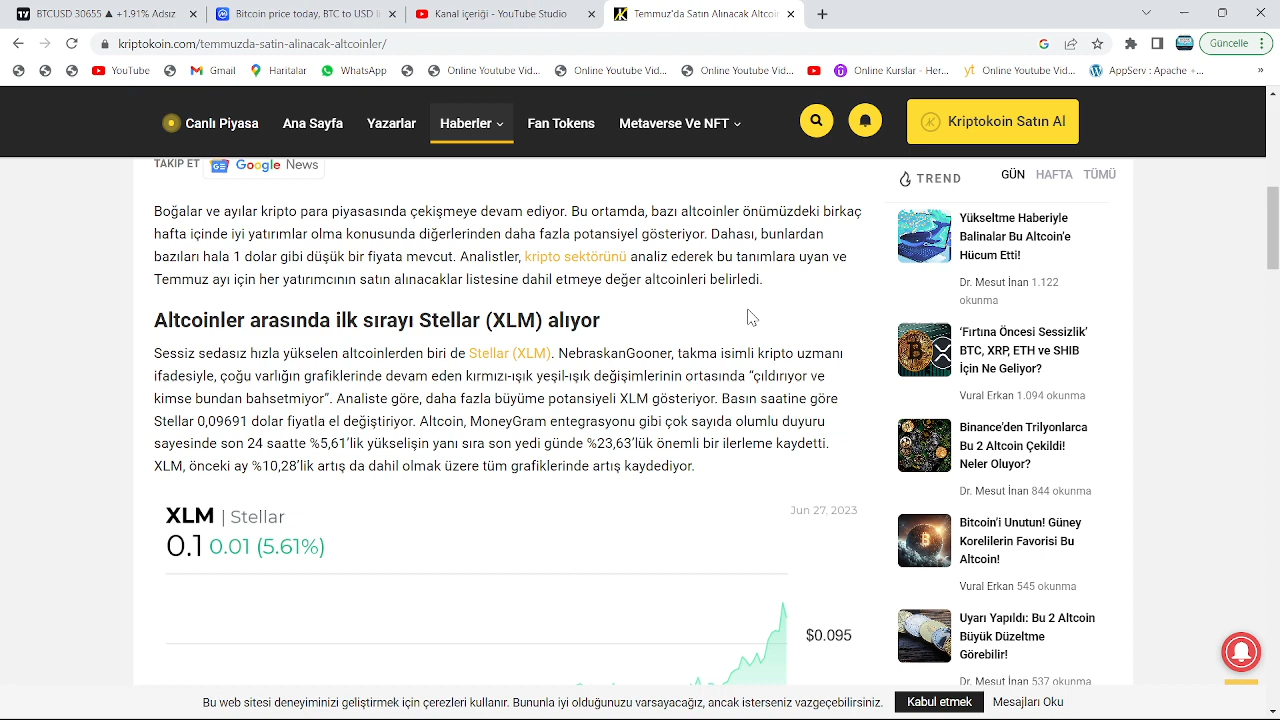 BTCUSD 30655 ▲ +1.91% Adsız
Bitcoin price today, BTC to USD li
Kanal içeriği - YouTube Studio
Temmuz'da Satın Alınacak Altcoin
kriptokoin.com/temmuzda-satin-alinacak-altcoinler/
Güncelle
YouTube
Gmail
Haritalar
WhatsApp
Online Youtube Vid...
Online Youtube Vid...
Online Youtube Vid...
Online Kurslar - Her...
Online Youtube Vid...
AppServ : Apache +...
»
Canlı Piyasa
Ana Sayfa
Yazarlar
Haberler
Fan Tokens
Metaverse Ve NFT
Kriptokoin Satın Al
TAKİP ET
Google News
Boğalar ve ayılar kripto para piyasasında çekişmeye devam ediyor. Bu ortamda, bazı altcoinler önümüzdeki birkaç
hafta içinde iyi yatırımlar olma konusunda diğerlerinden daha fazla potansiyel gösteriyor. Dahası, bunlardan
bazıları hala 1 dolar gibi düşük bir fiyata mevcut. Analistler, kripto sektörünü analiz ederek bu tanımlara uyan ve
Temmuz ayı için her yatırımcının satın alınacaklar listesine dahil etmeye değer altcoinleri belirledi.
Altcoinler arasında ilk sırayı Stellar (XLM) alıyor
Sessiz sedasız hızla yükselen altcoinlerden biri de Stellar (XLM). NebraskanGooner, takma isimli kripto uzmanı
ifadesiyle, çoğu varlığın grafiklerinde devam eden kırmızı-ışık yeşil-ışık değişimlerinin ortasında “çıldırıyor ve
kimse bundan bahsetmiyor”. Analiste göre, daha fazla büyüme potansiyeli XLM gösteriyor. Basın saatine göre
Stellar 0,09691 dolar fiyatla el değiştiriyor. Altcoin, MoneyGram entegrasyonu gibi çok sayıda olumlu duyuru
sayesinde son 24 saatte %5,61’lik yükselişin yanı sıra son yedi günde %23,63’lük önemli bir ilerleme kaydetti.
XLM, önceki ay %10,28’lik artış da dahil olmak üzere tüm grafiklerinde artış kaydediyor.
XLM | Stellar
Jun 27, 2023
0.1 0.01 (5.61%)
$0.095
TREND
GÜN HAFTA TÜMÜ
Yükseltme Haberiyle
Balinalar Bu Altcoin’e
Hücum Etti!
Dr. Mesut İnan 1.122
okunma
‘Fırtına Öncesi Sessizlik’
BTC, XRP, ETH ve SHIB
İçin Ne Geliyor?
Vural Erkan 1.094 okunma
Binance’den Trilyonlarca
Bu 2 Altcoin Çekildi!
Neler Oluyor?
Dr. Mesut İnan 844 okunma
Bitcoin’i Unutun! Güney
Korelilerin Favorisi Bu
Altcoin!
Vural Erkan 545 okunma
Uyarı Yapıldı: Bu 2 Altcoin
Büyük Düzeltme
Görebilir!
Dr. Mesut İnan 537 okunma
eyiminizi geliştirmek için çerezleri kullanır. Bununla iyi olduğunuzu varsayacağız, ancak isterseniz vazgeçebilirsiniz.
Kabul etmek
Mesajları Oku